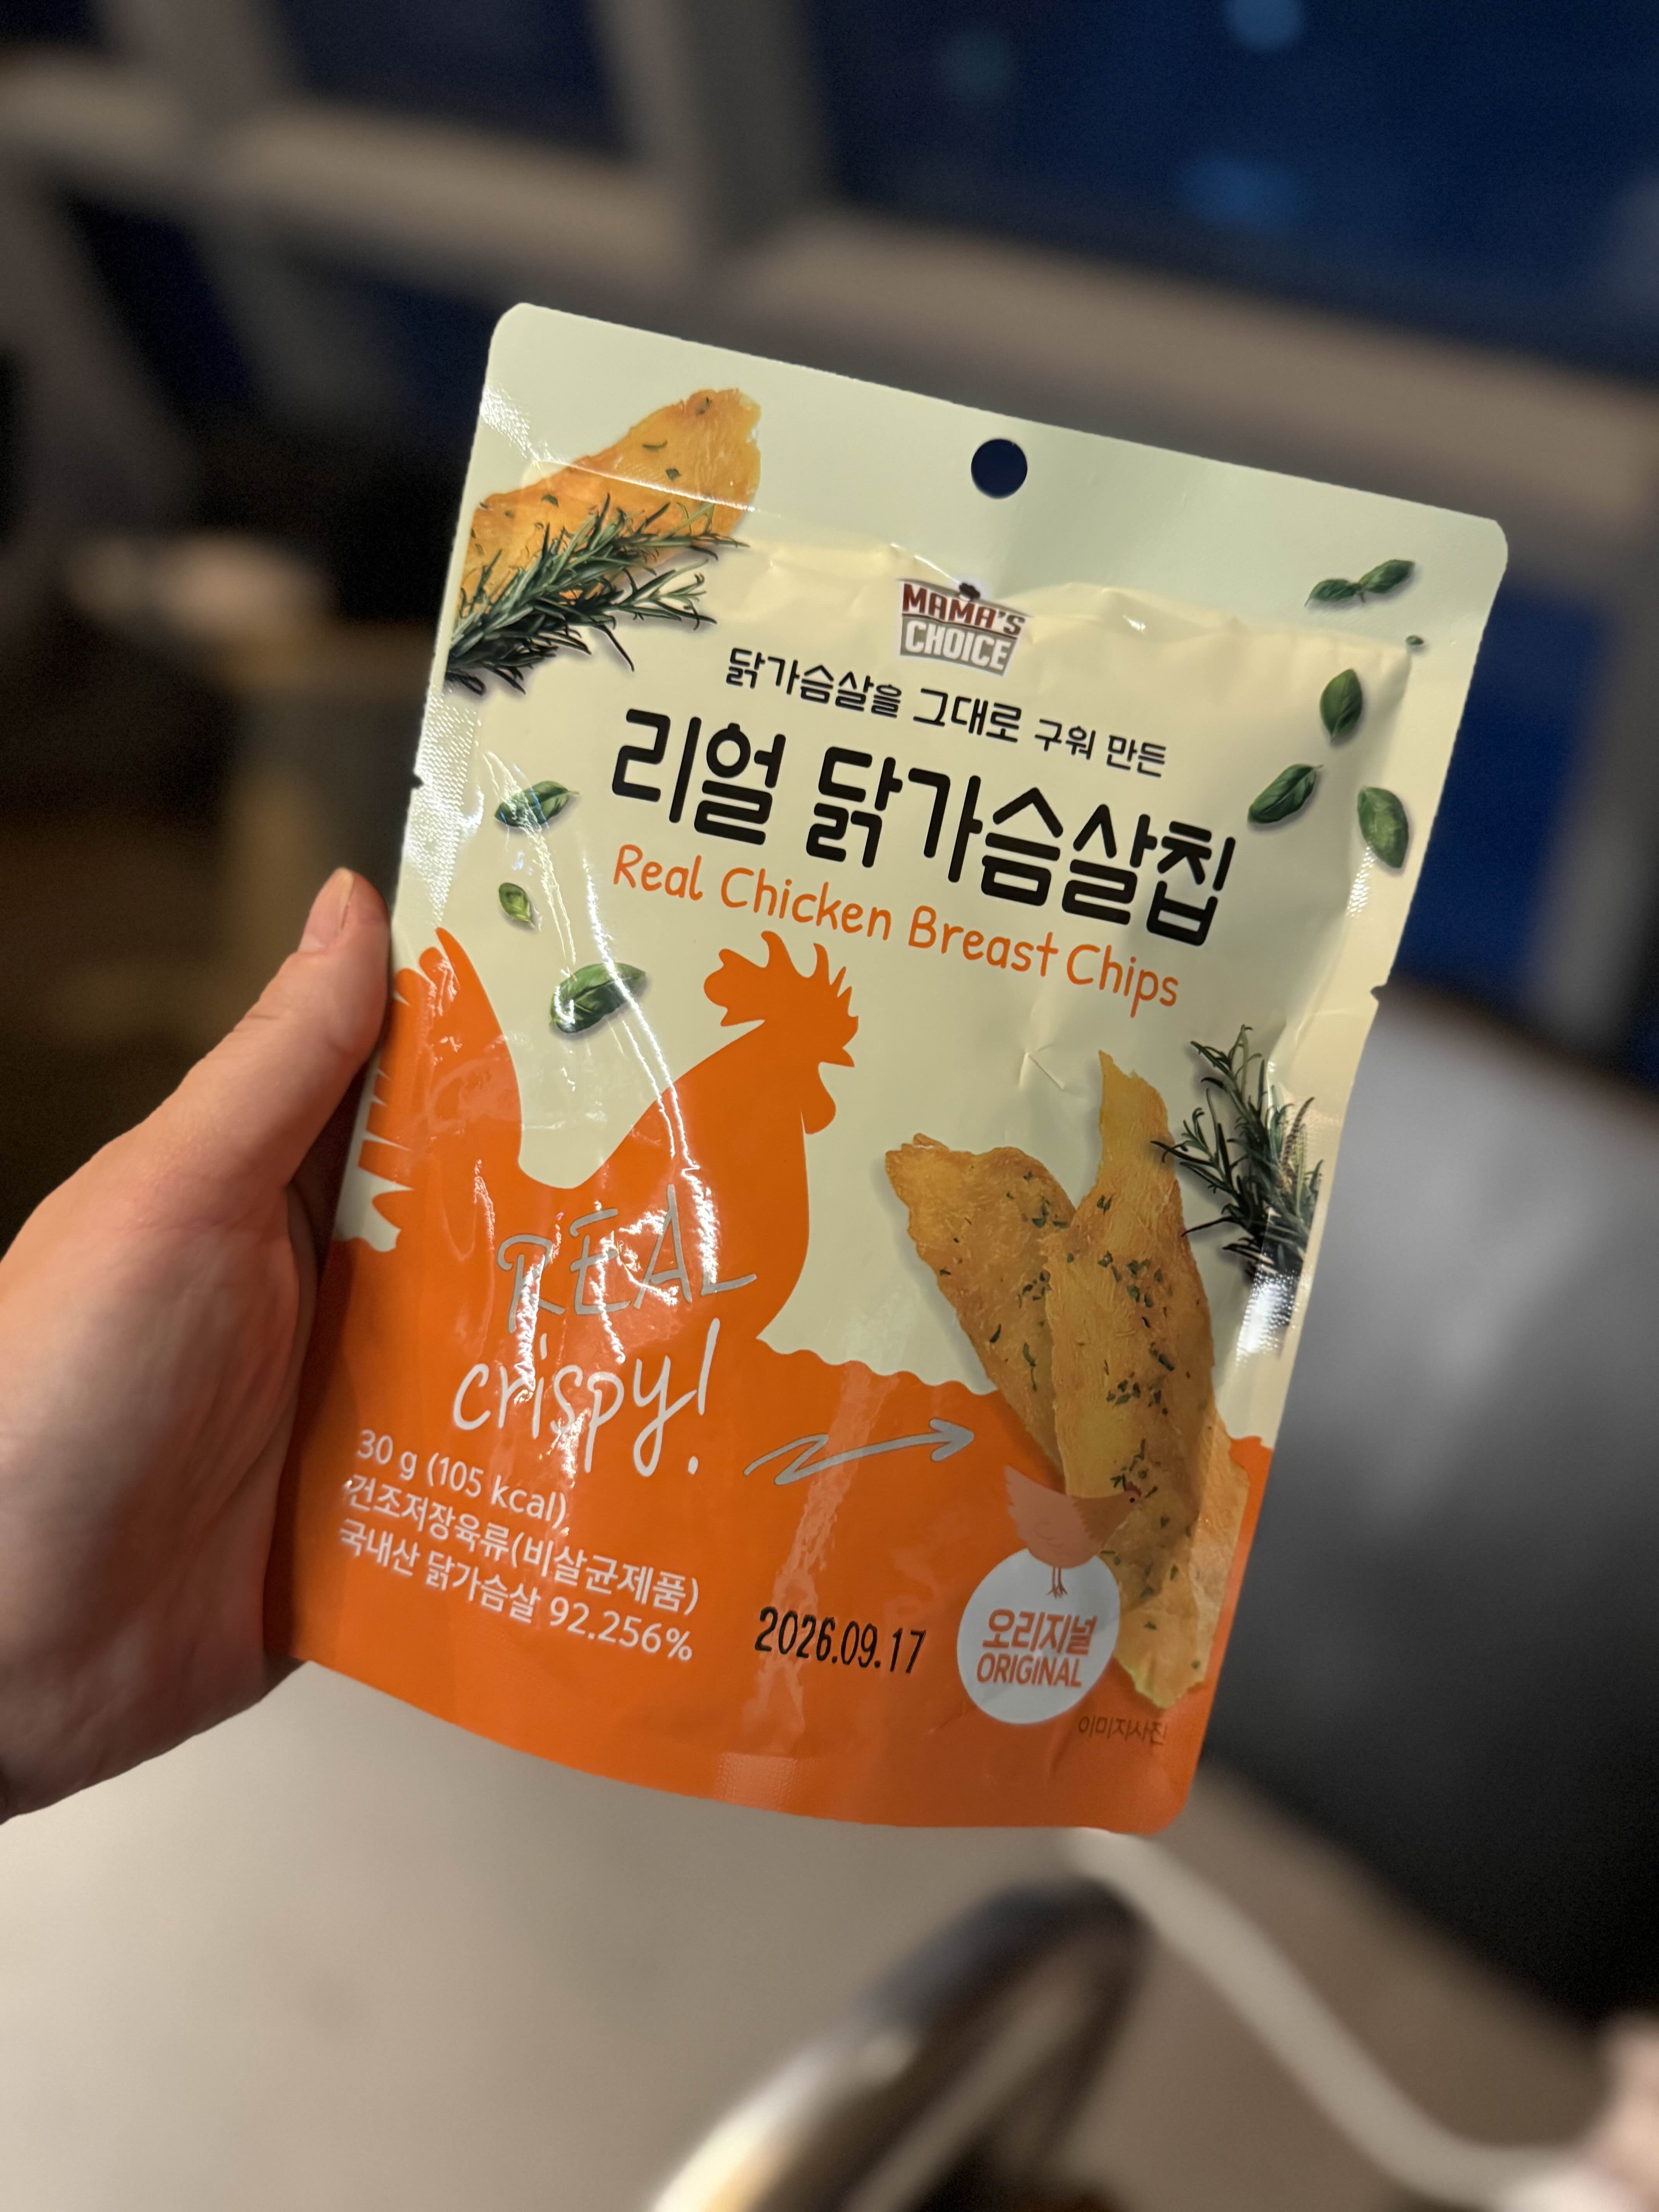 MAMA'S
CHOICE
닭가슴살을 그대로 구워 만든
리얼 닭가슴살칩
Real Chicken Breast Chips
REAL
crispy!
30 g (105 kcal)
건조저장육류(비살균제품)
국내산 닭가슴살 92.256%
2026.09.17
오리지널
ORIGINAL
이미지사진